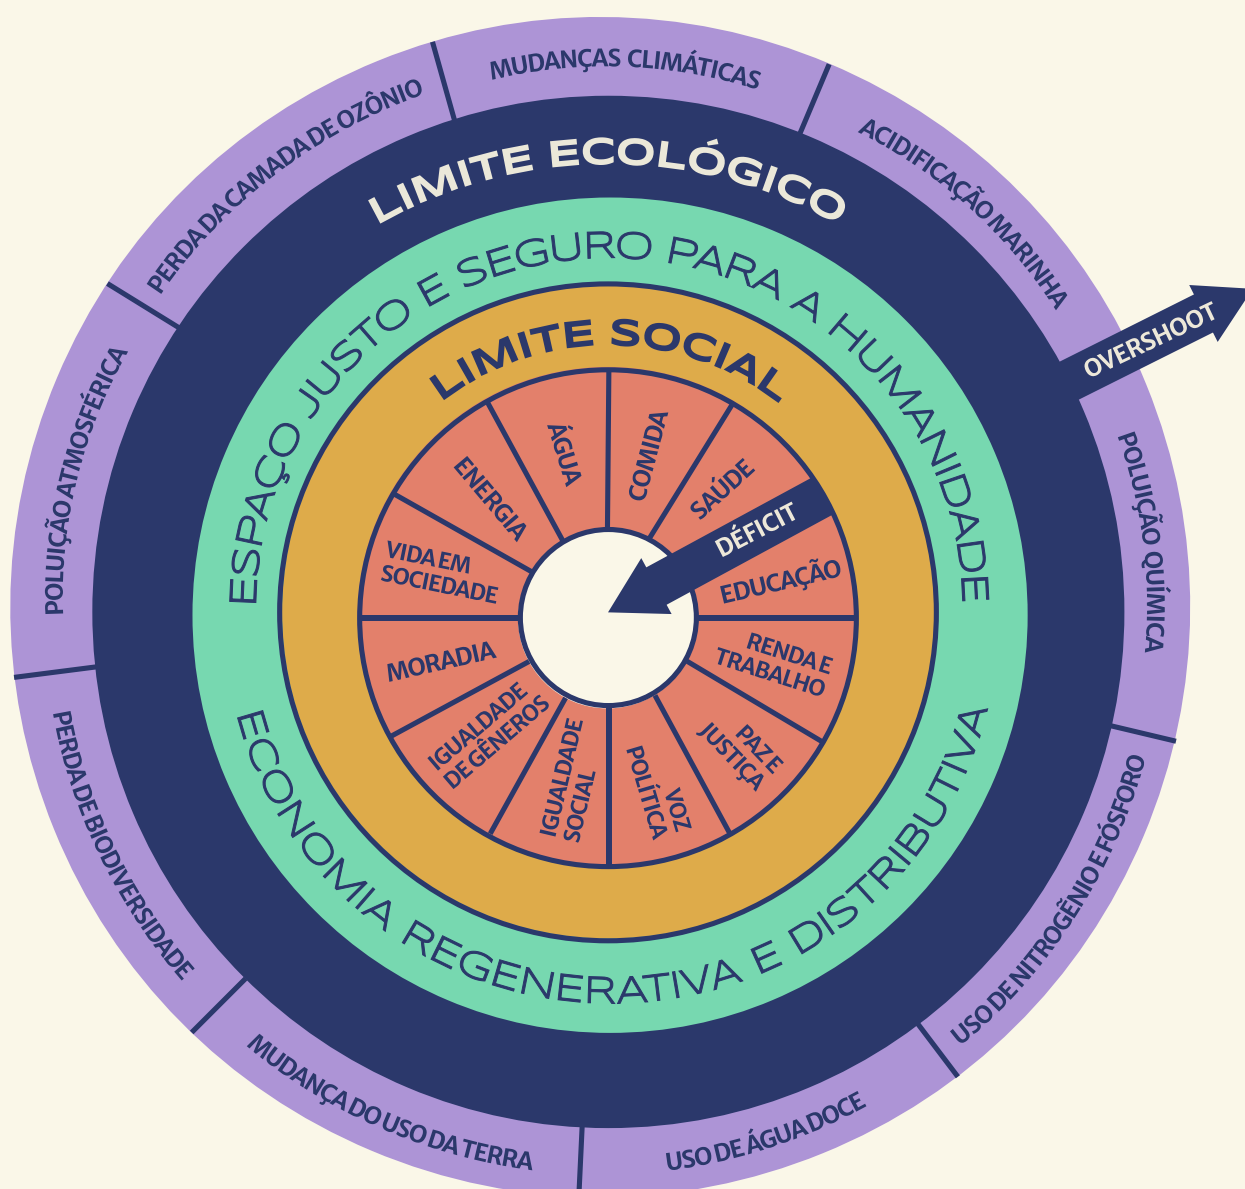 MUDANÇAS CLIMÁTICAS
ACIDIFICAÇÃO MARINHA
OVERSHOOT
POLUIÇÃO QUÍMICA
USO DE NITROGÊNIO E FÓSFORO
USO DE ÁGUA DOCE
MUDANÇA DO USO DA TERRA
PERDA DE BIODIVERSIDADE
POLUIÇÃO ATMOSFÉRICA
PERDA DA CAMADA DE OZÔNIO
LIMITE ECOLÓGICO
ESPAÇO JUSTO E SEGURO PARA A HUMANIDADE
ECONOMIA REGENERATIVA E DISTRIBUTIVA
LIMITE SOCIAL
COMIDA
SAÚDE
DÉFICIT
EDUCAÇÃO
RENDA E
TRABALHO
PAZ E
JUSTIÇA
VOZ
POLÍTICA
IGUALDADE
SOCIAL
IGUALDADE
DE GÊNEROS
MORADIA
VIDA EM
SOCIEDADE
ENERGIA
ÁGUA